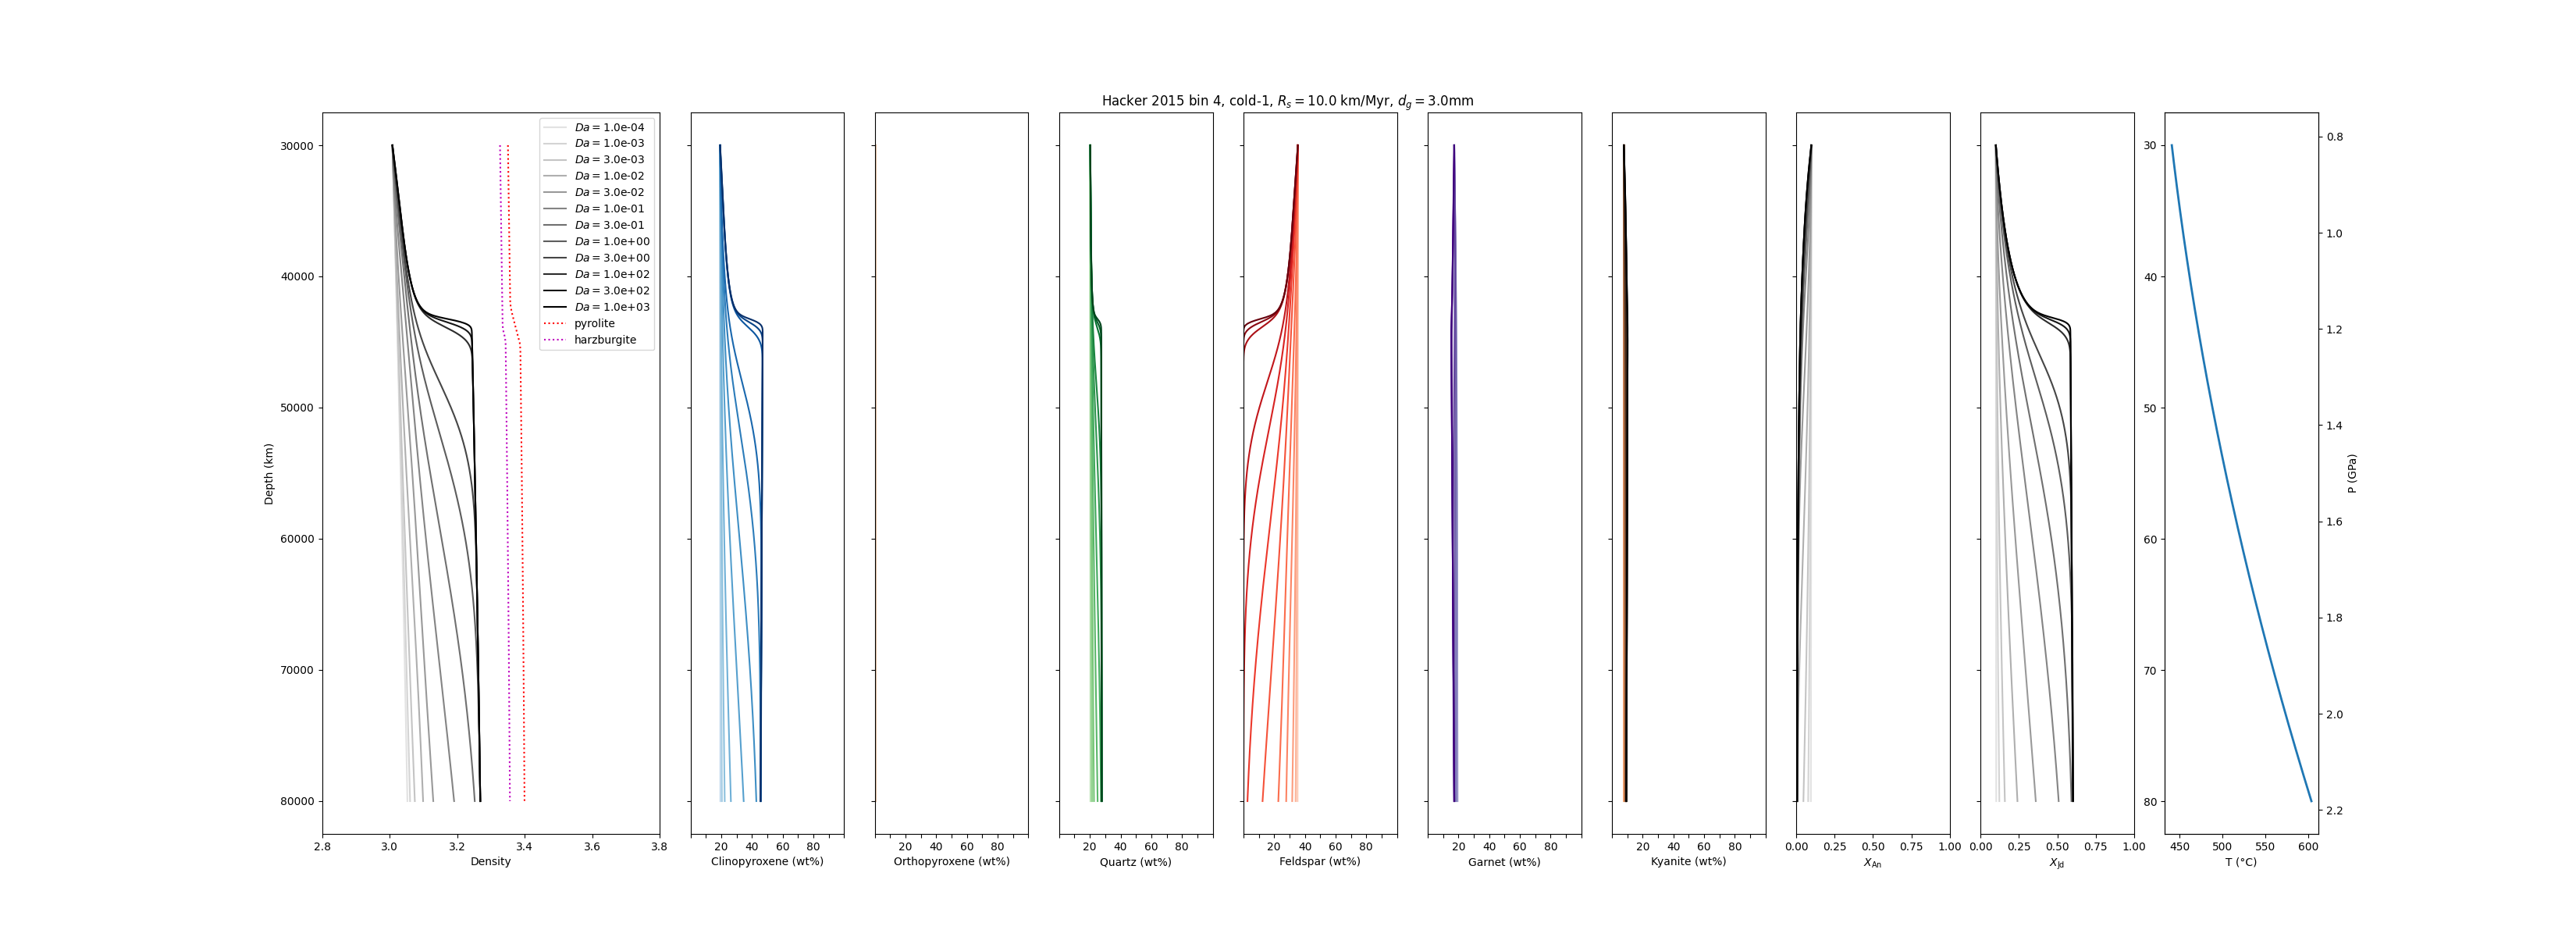 Hacker 2015 bin 4, cold-1, R_s = 10.0 km/Myr, d_g = 3.0mm
Da = 1.0e-04
Da = 1.0e-03
Da = 3.0e-03
Da = 1.0e-02
Da = 3.0e-02
Da = 1.0e-01
Da = 3.0e-01
Da = 1.0e+00
Da = 3.0e+00
Da = 1.0e+02
Da = 3.0e+02
Da = 1.0e+03
pyrolite
harzburgite
30000
40000
50000
60000
70000
80000
Depth (km)
2.8 3.0 3.2 3.4 3.6 3.8
Density
20 40 60 80
Clinopyroxene (wt%)
20 40 60 80
Orthopyroxene (wt%)
20 40 60 80
Quartz (wt%)
20 40 60 80
Feldspar (wt%)
20 40 60 80
Garnet (wt%)
20 40 60 80
Kyanite (wt%)
0.00 0.25 0.50 0.75 1.00
X_An
0.00 0.25 0.50 0.75 1.00
X_Jd
30
40
50
60
70
80
450 500 550 600
T (°C)
0.8
1.0
1.2
1.4
1.6
1.8
2.0
2.2
P (GPa)